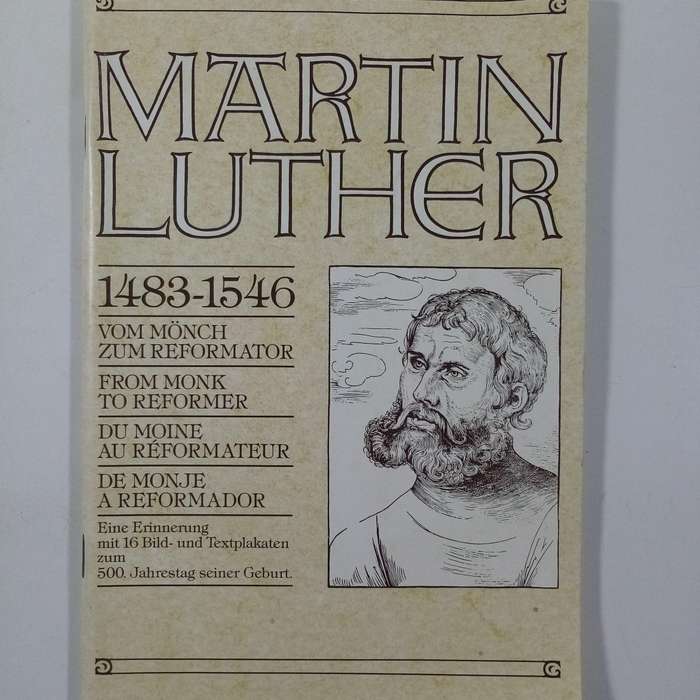 MARTIN
LUTHER
1483-1546
VOM MÖNCH
ZUM REFORMATOR
FROM MONK
TO REFORMER
DU MOINE
AU RÉFORMATEUR
DE MONJE
A REFORMADOR
Eine Erinnerung
mit 16 Bild- und Textplakaten
zum
500. Jahrestag seiner Geburt.